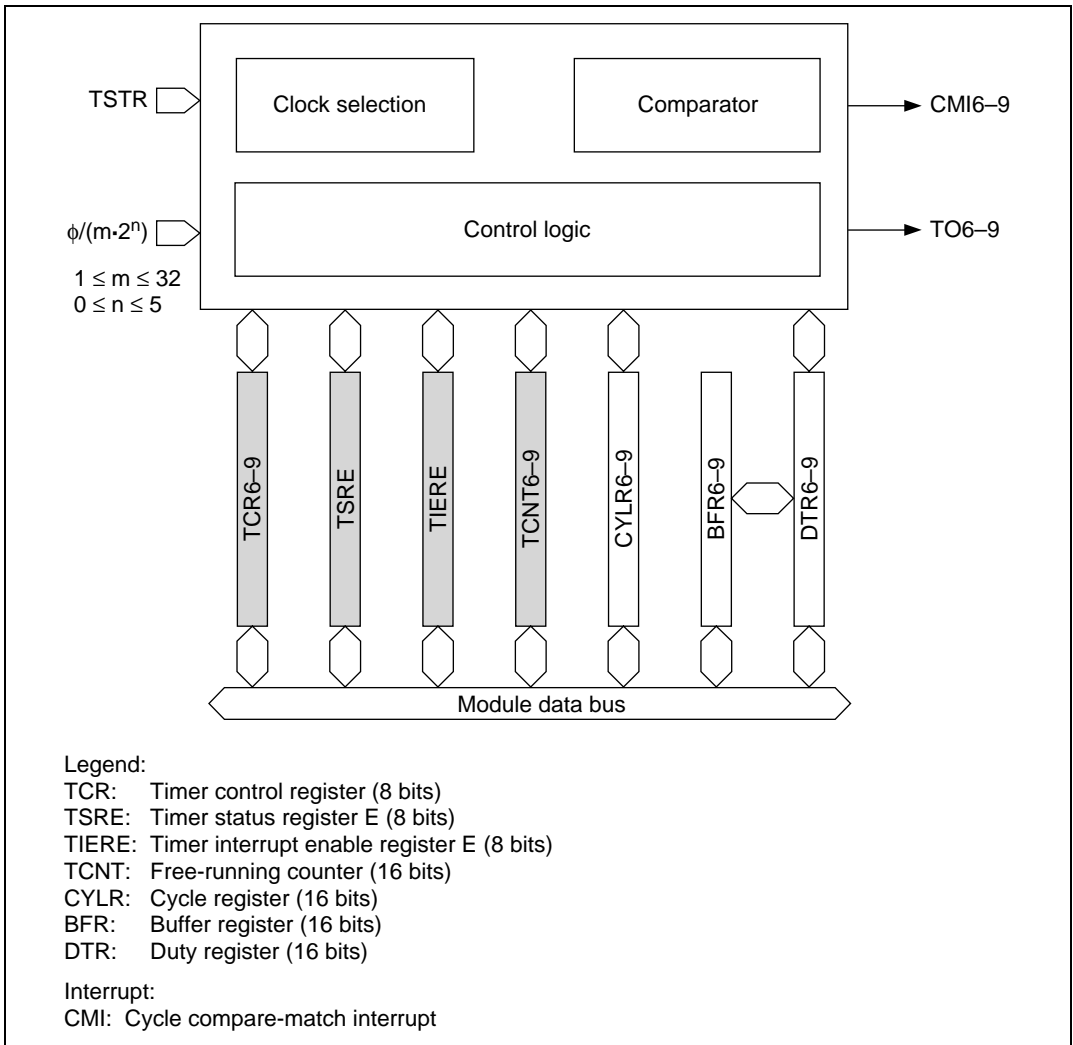 TSTR
Clock selection
Comparator
CMI6–9
ϕ/(m·2ⁿ)
Control logic
TO6–9
1 ≤ m ≤ 32
0 ≤ n ≤ 5
TCR6–9
TSRE
TIERE
TCNT6–9
CYLR6–9
BFR6–9
DTR6–9
Module data bus
Legend:
TCR: Timer control register (8 bits)
TSRE: Timer status register E (8 bits)
TIERE: Timer interrupt enable register E (8 bits)
TCNT: Free-running counter (16 bits)
CYLR: Cycle register (16 bits)
BFR: Buffer register (16 bits)
DTR: Duty register (16 bits)
Interrupt:
CMI: Cycle compare-match interrupt